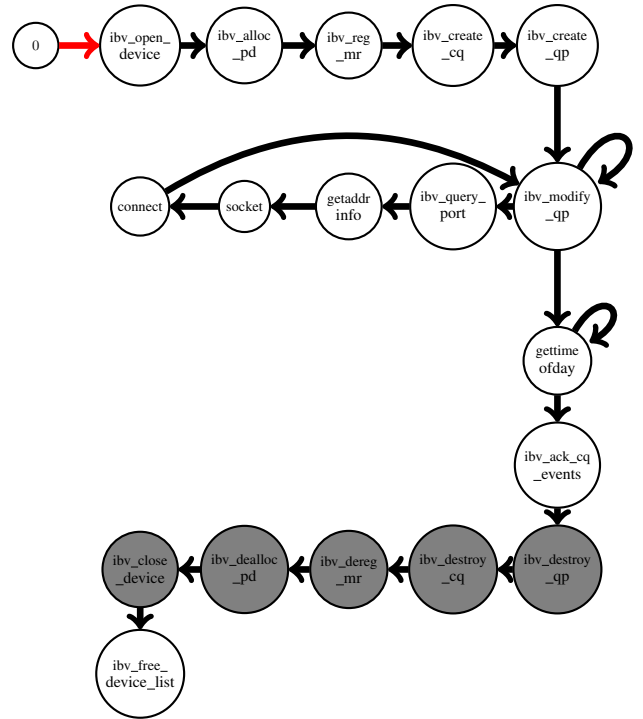 0
ibv_open_
device
ibv_alloc
_pd
ibv_reg
_mr
ibv_create
_cq
ibv_create
_qp
connect
socket
getaddr
info
ibv_query_
port
ibv_modify
_qp
gettime
ofday
ibv_ack_cq
_events
ibv_close
_device
ibv_dealloc
_pd
ibv_dereg
_mr
ibv_destroy
_cq
ibv_destroy
_qp
ibv_free_
device_list